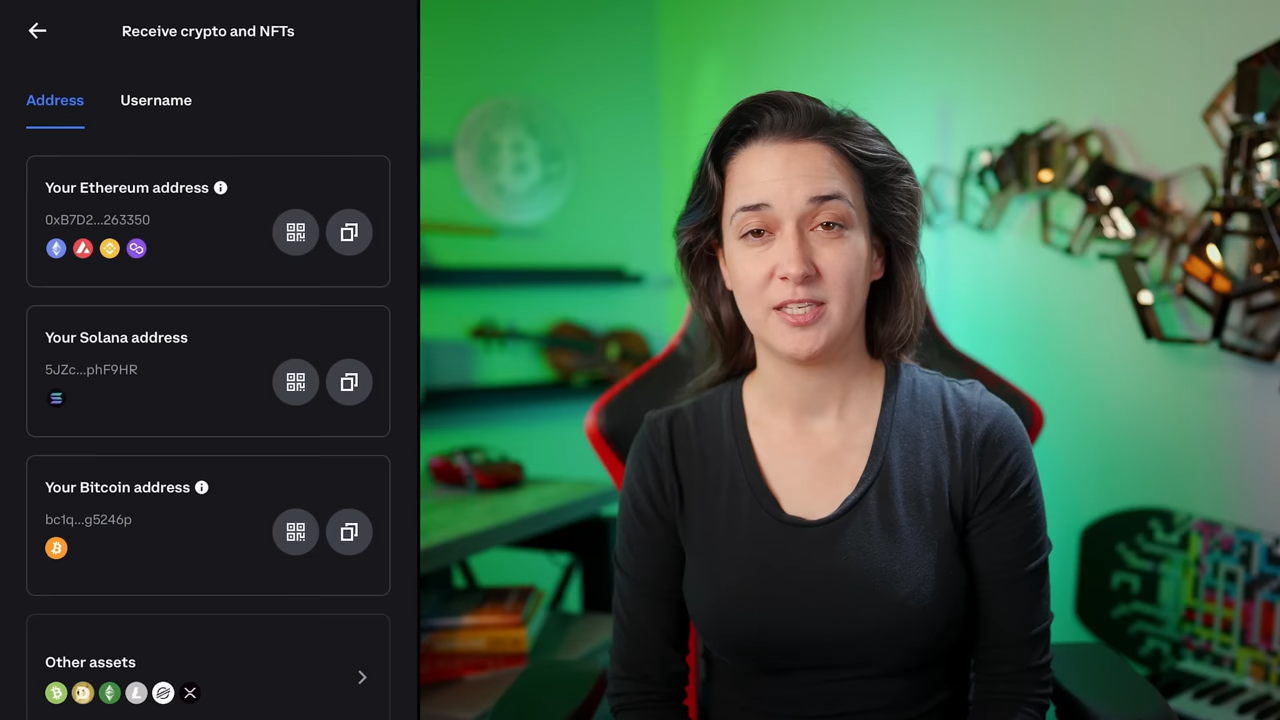 Receive crypto and NFTs
Address
Username
Your Ethereum address
0xB7D2...263350
Your Solana address
5JZc...phF9HR
Your Bitcoin address
bc1q...g5246p
Other assets